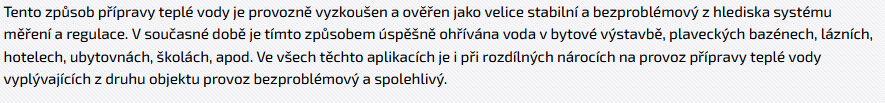 Tento způsob přípravy teplé vody je provozně vyzkoušen a ověřen jako velice stabilní a bezproblémový z hlediska systému
měření a regulace. V současné době je tímto způsobem úspěšně ohřívána voda v bytové výstavbě, plaveckých bazénech, lázních,
hotelech, ubytovnách, školách, apod. Ve všech těchto aplikacích je i při rozdílných nárocích na provoz přípravy teplé vody
vyplývajících z druhu objektu provoz bezproblémový a spolehlivý.